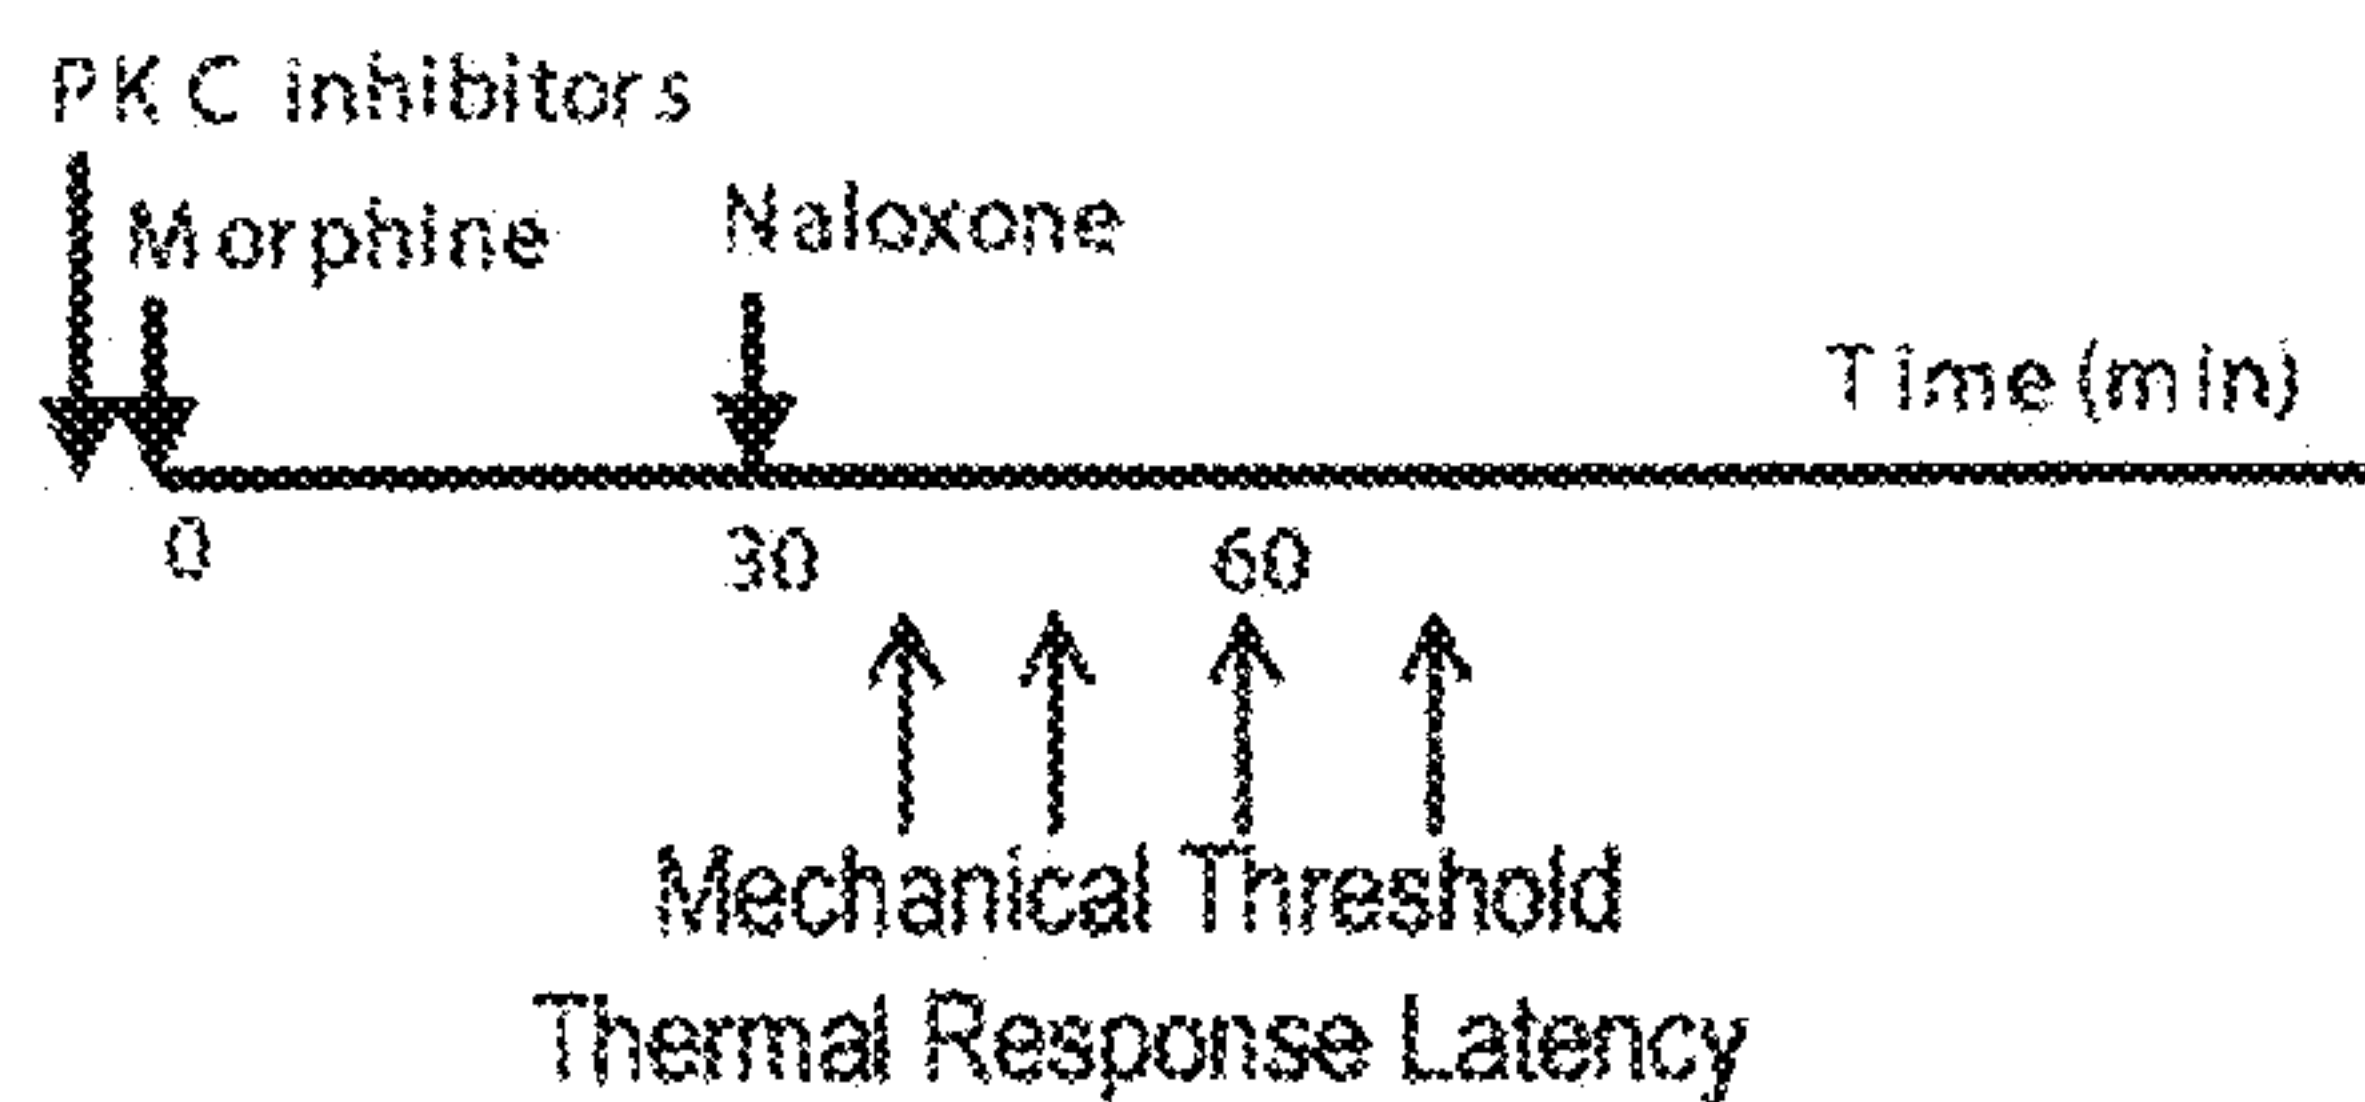 PKC inhibitors
Morphine
Naloxone
Time (min)
0 30 60
Mechanical Threshold
Thermal Response Latency